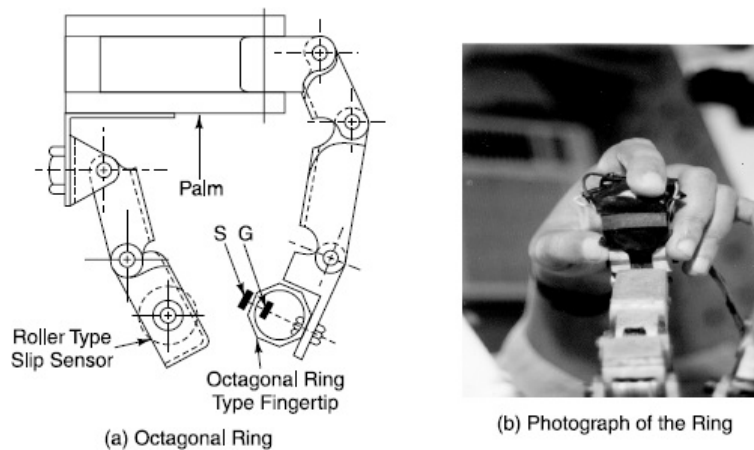 Palm
S G
Roller Type
Slip Sensor
Octagonal Ring
Type Fingertip
(a) Octagonal Ring
(b) Photograph of the Ring